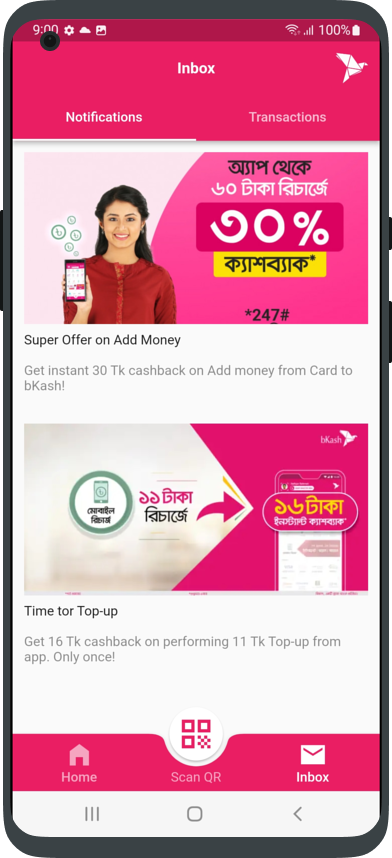 9:00
100%
Inbox
Notifications
Transactions
অ্যাপ থেকে
৬০ টাকা রিচার্জে
৩০%
ক্যাশব্যাক*
*247#
Super Offer on Add Money
Get instant 30 Tk cashback on Add money from Card to
bKash!
bKash
মোবাইল
রিচার্জ
১১ টাকা
রিচার্জে
১৬ টাকা
ইনস্ট্যান্ট ক্যাশব্যাক*
Time tor Top-up
Get 16 Tk cashback on performing 11 Tk Top-up from
app. Only once!
Home
Scan QR
Inbox